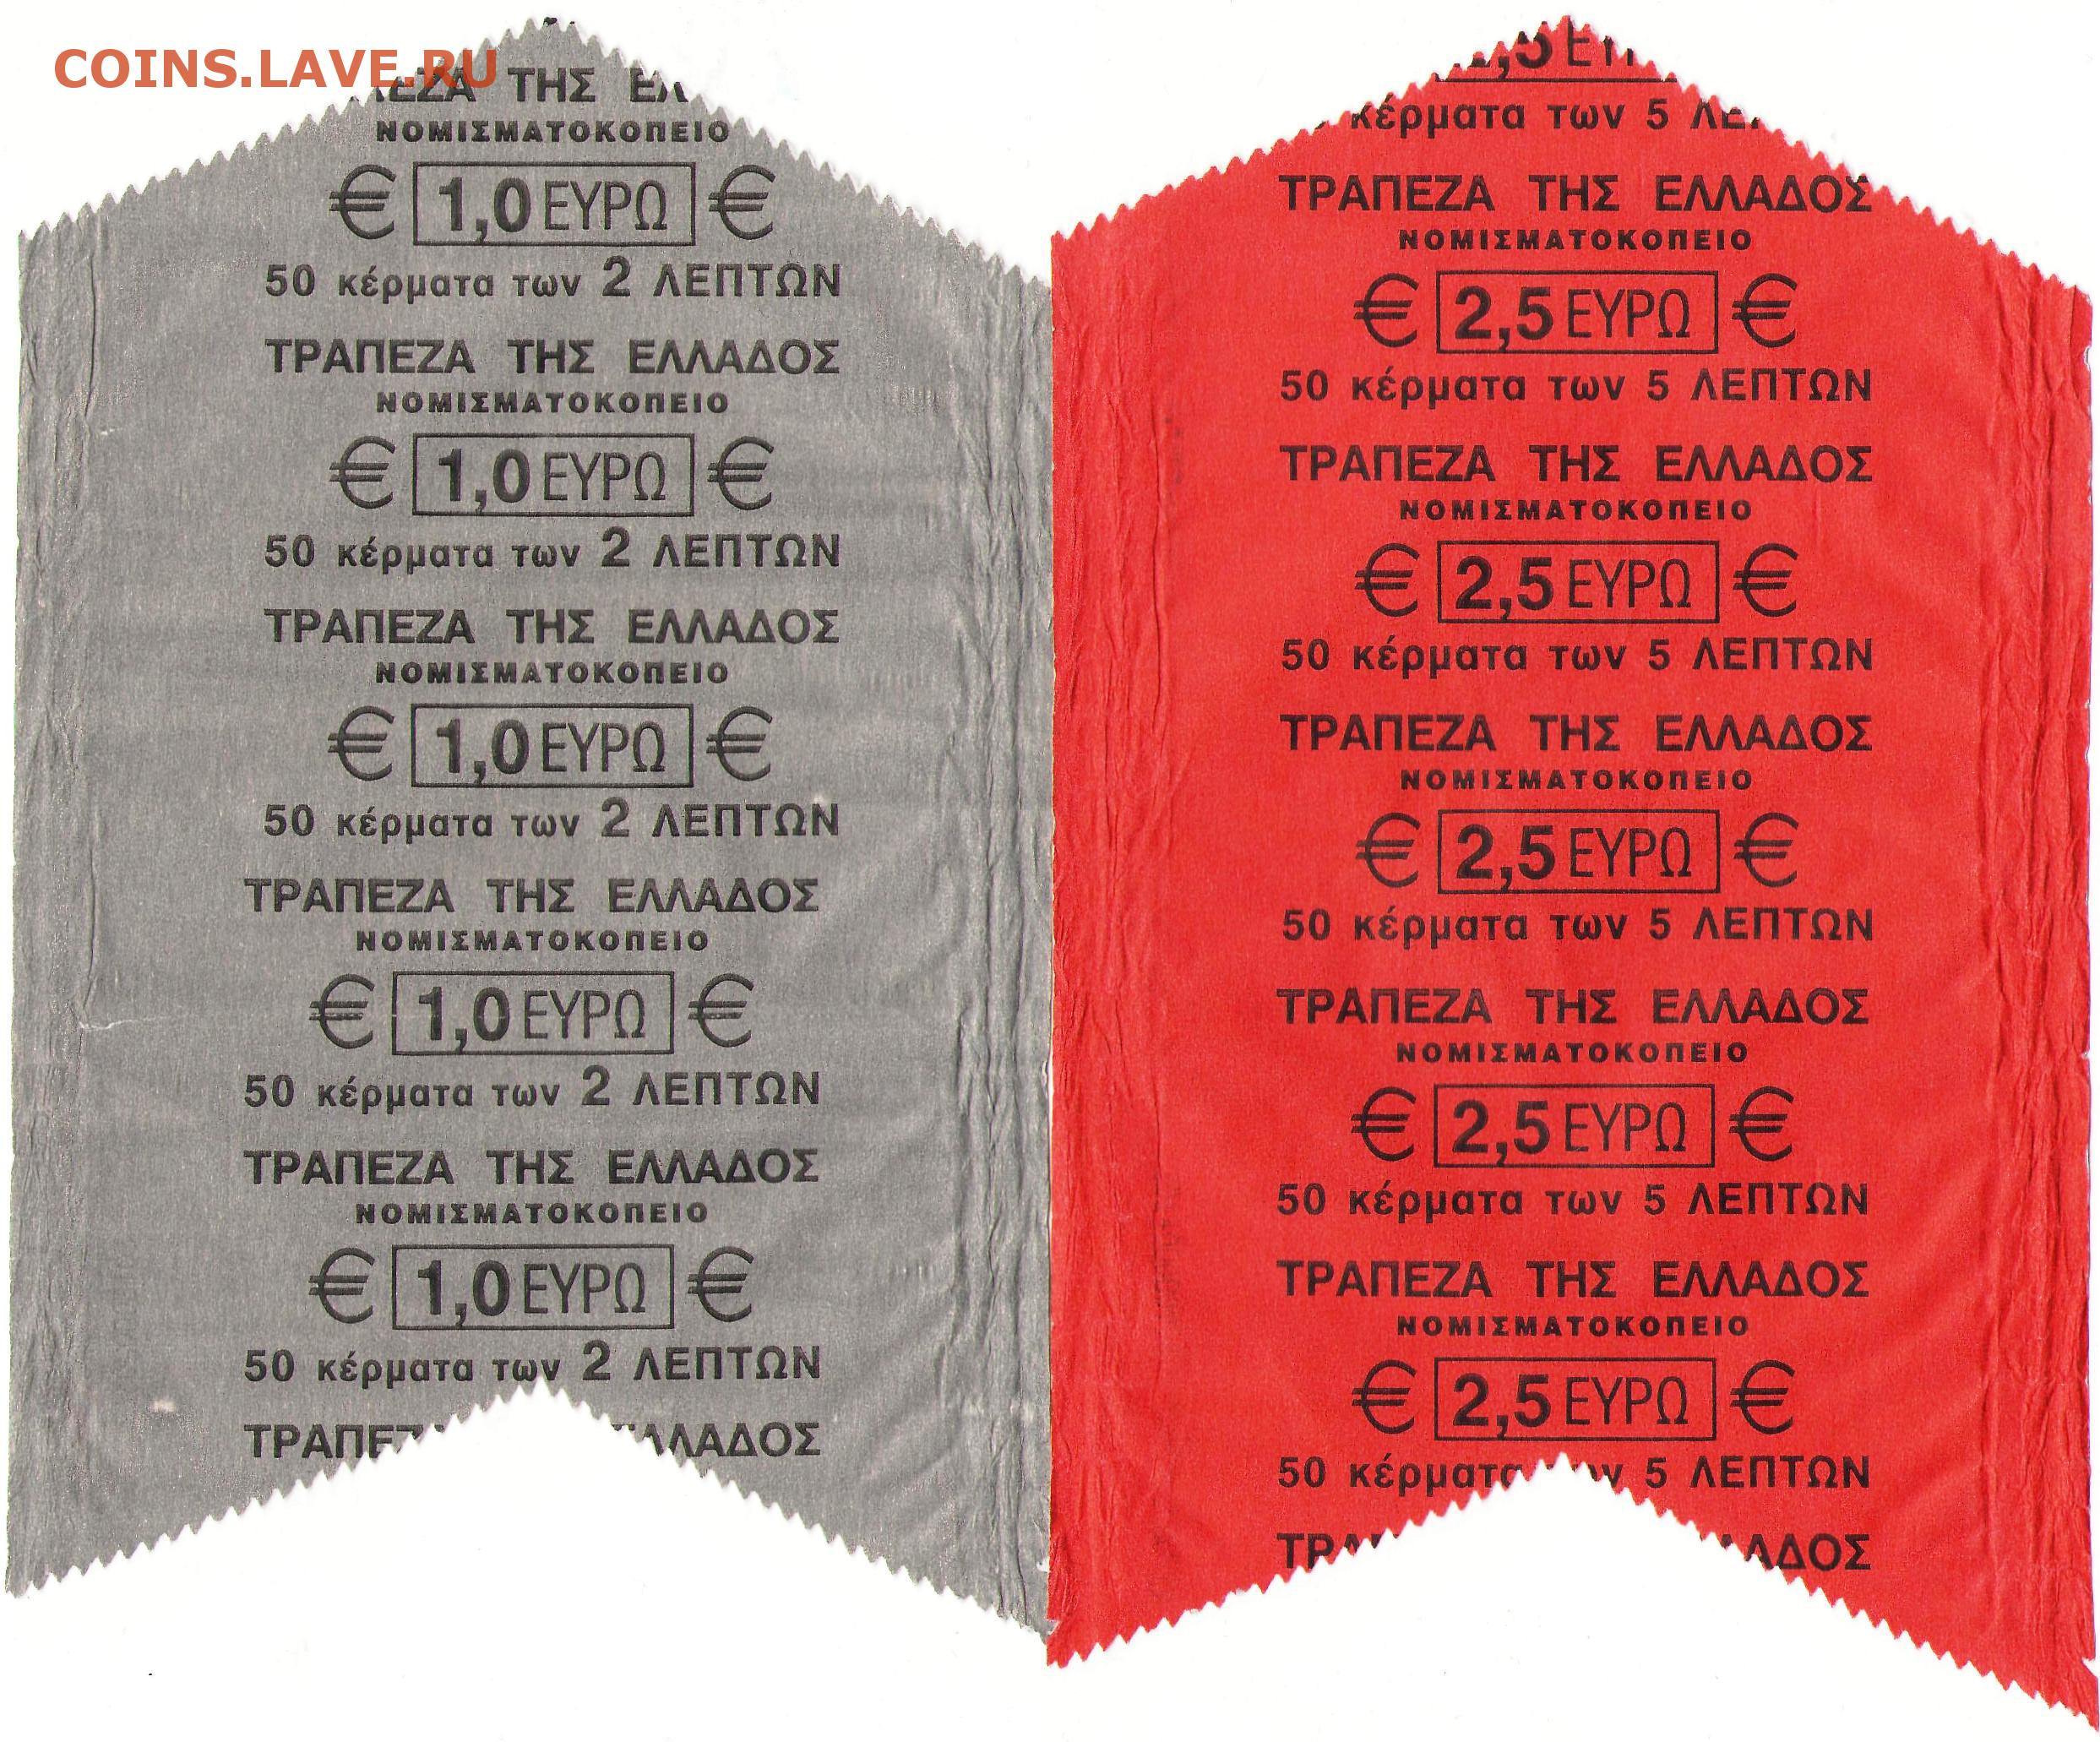 COINS.LAVE.RU
ΤΗΣ
ΝΟΜΙΣΜΑΤΟΚΟΠΕΙΟ
€ 1,0 ΕΥΡΩ €
50 κέρματα των 2 ΛΕΠΤΩΝ
ΤΡΑΠΕΖΑ ΤΗΣ ΕΛΛΑΔΟΣ
ΝΟΜΙΣΜΑΤΟΚΟΠΕΙΟ
€ 1,0 ΕΥΡΩ €
50 κέρματα των 2 ΛΕΠΤΩΝ
ΤΡΑΠΕΖΑ ΤΗΣ ΕΛΛΑΔΟΣ
ΝΟΜΙΣΜΑΤΟΚΟΠΕΙΟ
€ 1,0 ΕΥΡΩ €
50 κέρματα των 2 ΛΕΠΤΩΝ
ΤΡΑΠΕΖΑ ΤΗΣ ΕΛΛΑΔΟΣ
ΝΟΜΙΣΜΑΤΟΚΟΠΕΙΟ
€ 1,0 ΕΥΡΩ €
50 κέρματα των 2 ΛΕΠΤΩΝ
ΤΡΑΠΕΖΑ ΤΗΣ ΕΛΛΑΔΟΣ
ΝΟΜΙΣΜΑΤΟΚΟΠΕΙΟ
€ 1,0 ΕΥΡΩ €
50 κέρματα των 2 ΛΕΠΤΩΝ
κέρματα των 5
ΤΡΑΠΕΖΑ ΤΗΣ ΕΛΛΑΔΟΣ
ΝΟΜΙΣΜΑΤΟΚΟΠΕΙΟ
€ 2,5 ΕΥΡΩ €
50 κέρματα των 5 ΛΕΠΤΩΝ
ΤΡΑΠΕΖΑ ΤΗΣ ΕΛΛΑΔΟΣ
ΝΟΜΙΣΜΑΤΟΚΟΠΕΙΟ
€ 2,5 ΕΥΡΩ €
50 κέρματα των 5 ΛΕΠΤΩΝ
ΤΡΑΠΕΖΑ ΤΗΣ ΕΛΛΑΔΟΣ
ΝΟΜΙΣΜΑΤΟΚΟΠΕΙΟ
€ 2,5 ΕΥΡΩ €
50 κέρματα των 5 ΛΕΠΤΩΝ
ΤΡΑΠΕΖΑ ΤΗΣ ΕΛΛΑΔΟΣ
ΝΟΜΙΣΜΑΤΟΚΟΠΕΙΟ
€ 2,5 ΕΥΡΩ €
50 κέρματα των 5 ΛΕΠΤΩΝ
ΤΡΑΠΕΖΑ ΤΗΣ ΕΛΛΑΔΟΣ
ΝΟΜΙΣΜΑΤΟΚΟΠΕΙΟ
€ 2,5 ΕΥΡΩ €
50 5 ΛΕΠΤΩΝ